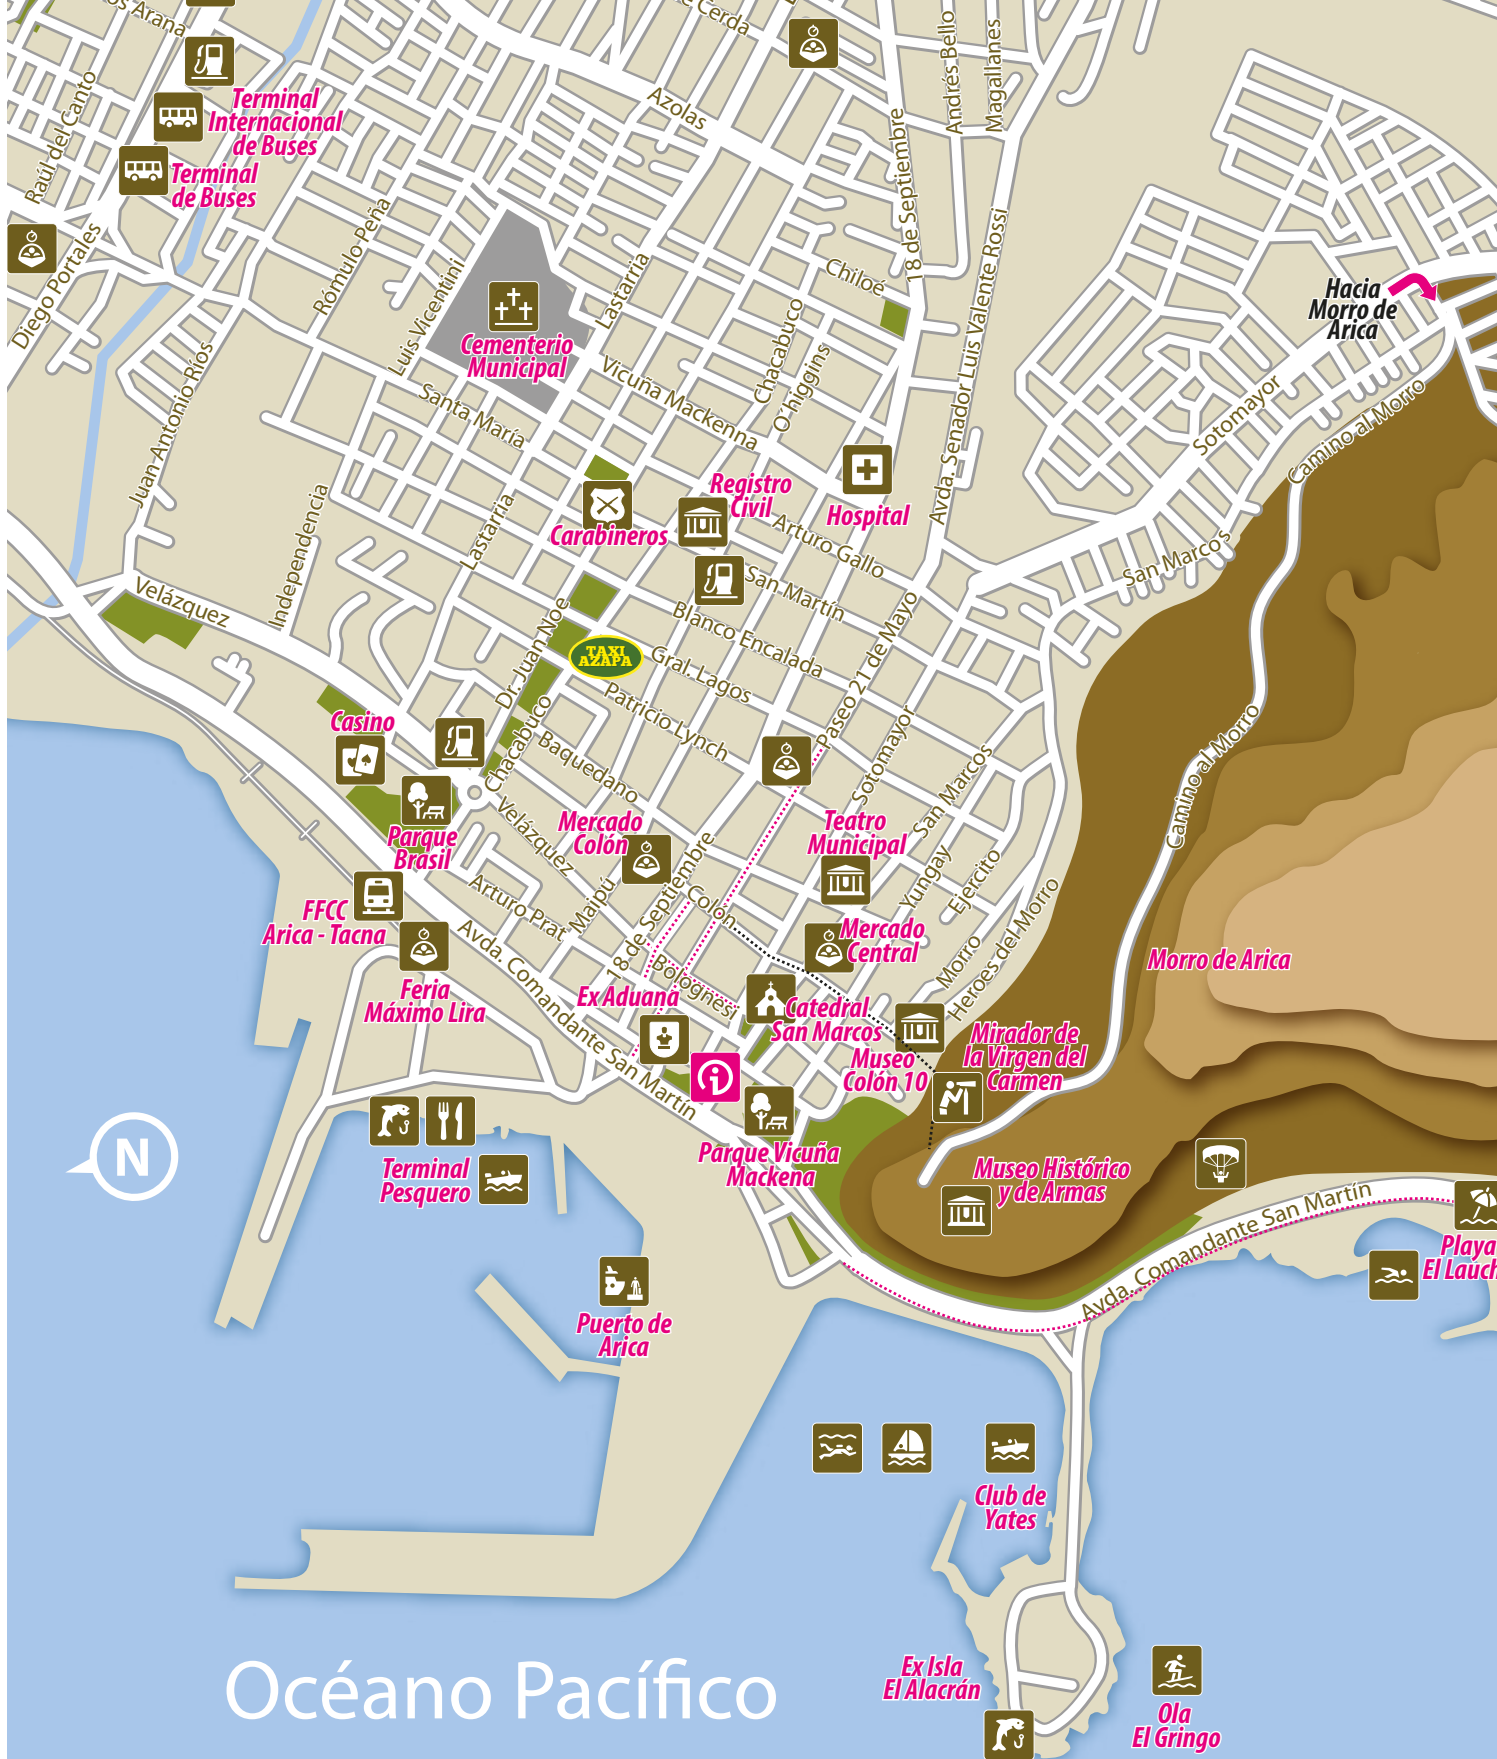 os Arana
Cerda
Andrés Bello
Magallanes
Azolas
Raúl del Canto
Terminal
Internacional
de Buses
Terminal
de Buses
18 de Septiembre
Diego Portales
Rómulo Peña
Luis Vicentini
Lastarria
Chiloé
Avda. Senador Luis Valente Rossi
Hacia
Morro de
Arica
Cementerio
Municipal
Chacabuco
O´higgins
Juan Antonio Ríos
Santa María
Vicuña Mackenna
Sotomayor
Camino al Morro
Independencia
Lastarria
Carabineros
Registro
Civil
Hospital
Arturo Gallo
San Marcos
Velázquez
San Martín
Dr. Juan Noe
Blanco Encalada
Paseo 21 de Mayo
TAXI
AZAPA
Gral. Lagos
Patricio Lynch
Casino
Chacabuco
Baquedano
Sotomayor
San Marcos
Camino al Morro
Parque
Brasil
Velázquez
Mercado
Colón
Teatro
Municipal
Yungay
Ejercito
Arturo Prat
Maipú
18 de Septiembre
Colón
FFCC
Arica - Tacna
Mercado
Central
Morro
Heroes del Morro
Morro de Arica
Avda. Comandante San Martín
Bolognesi
Feria
Máximo Lira
Ex Aduana
Catedral
San Marcos
Museo
Colón 10
Mirador de
la Virgen del
Carmen
N
Terminal
Pesquero
Parque Vicuña
Mackena
Museo Histórico
y de Armas
Avda. Comandante San Martín
Playa
El Lauch
Puerto de
Arica
Club de
Yates
Océano Pacífico
Ex Isla
El Alacrán
Ola
El Gringo